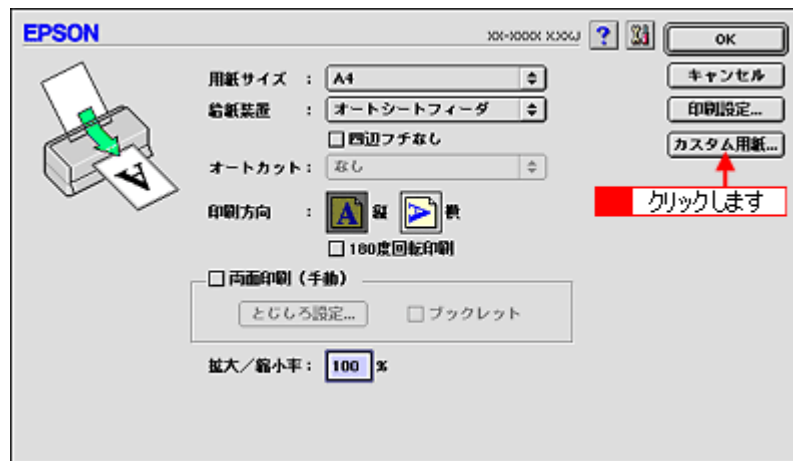 EPSON
?
OK
用紙サイズ : A4
キャンセル
給紙装置 : オートシートフィーダ
印刷設定...
四辺フチなし
カスタム用紙...
オートカット: なし
クリックします
印刷方向 : 縦 横
180度回転印刷
両面印刷(手動)
とじしろ設定... ブックレット
拡大/縮小率: 100 %